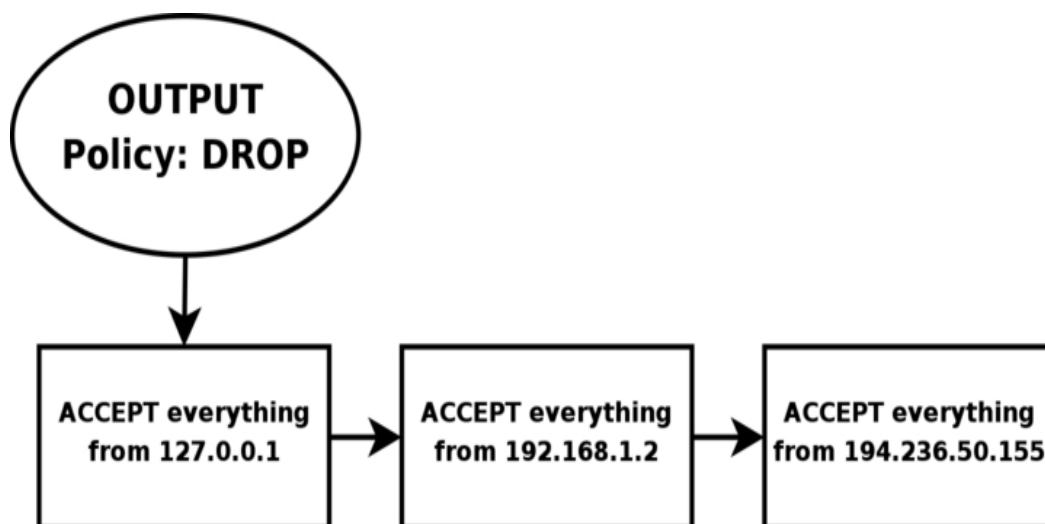 OUTPUT
Policy: DROP
ACCEPT everything
from 127.0.0.1
ACCEPT everything
from 192.168.1.2
ACCEPT everything
from 194.236.50.155